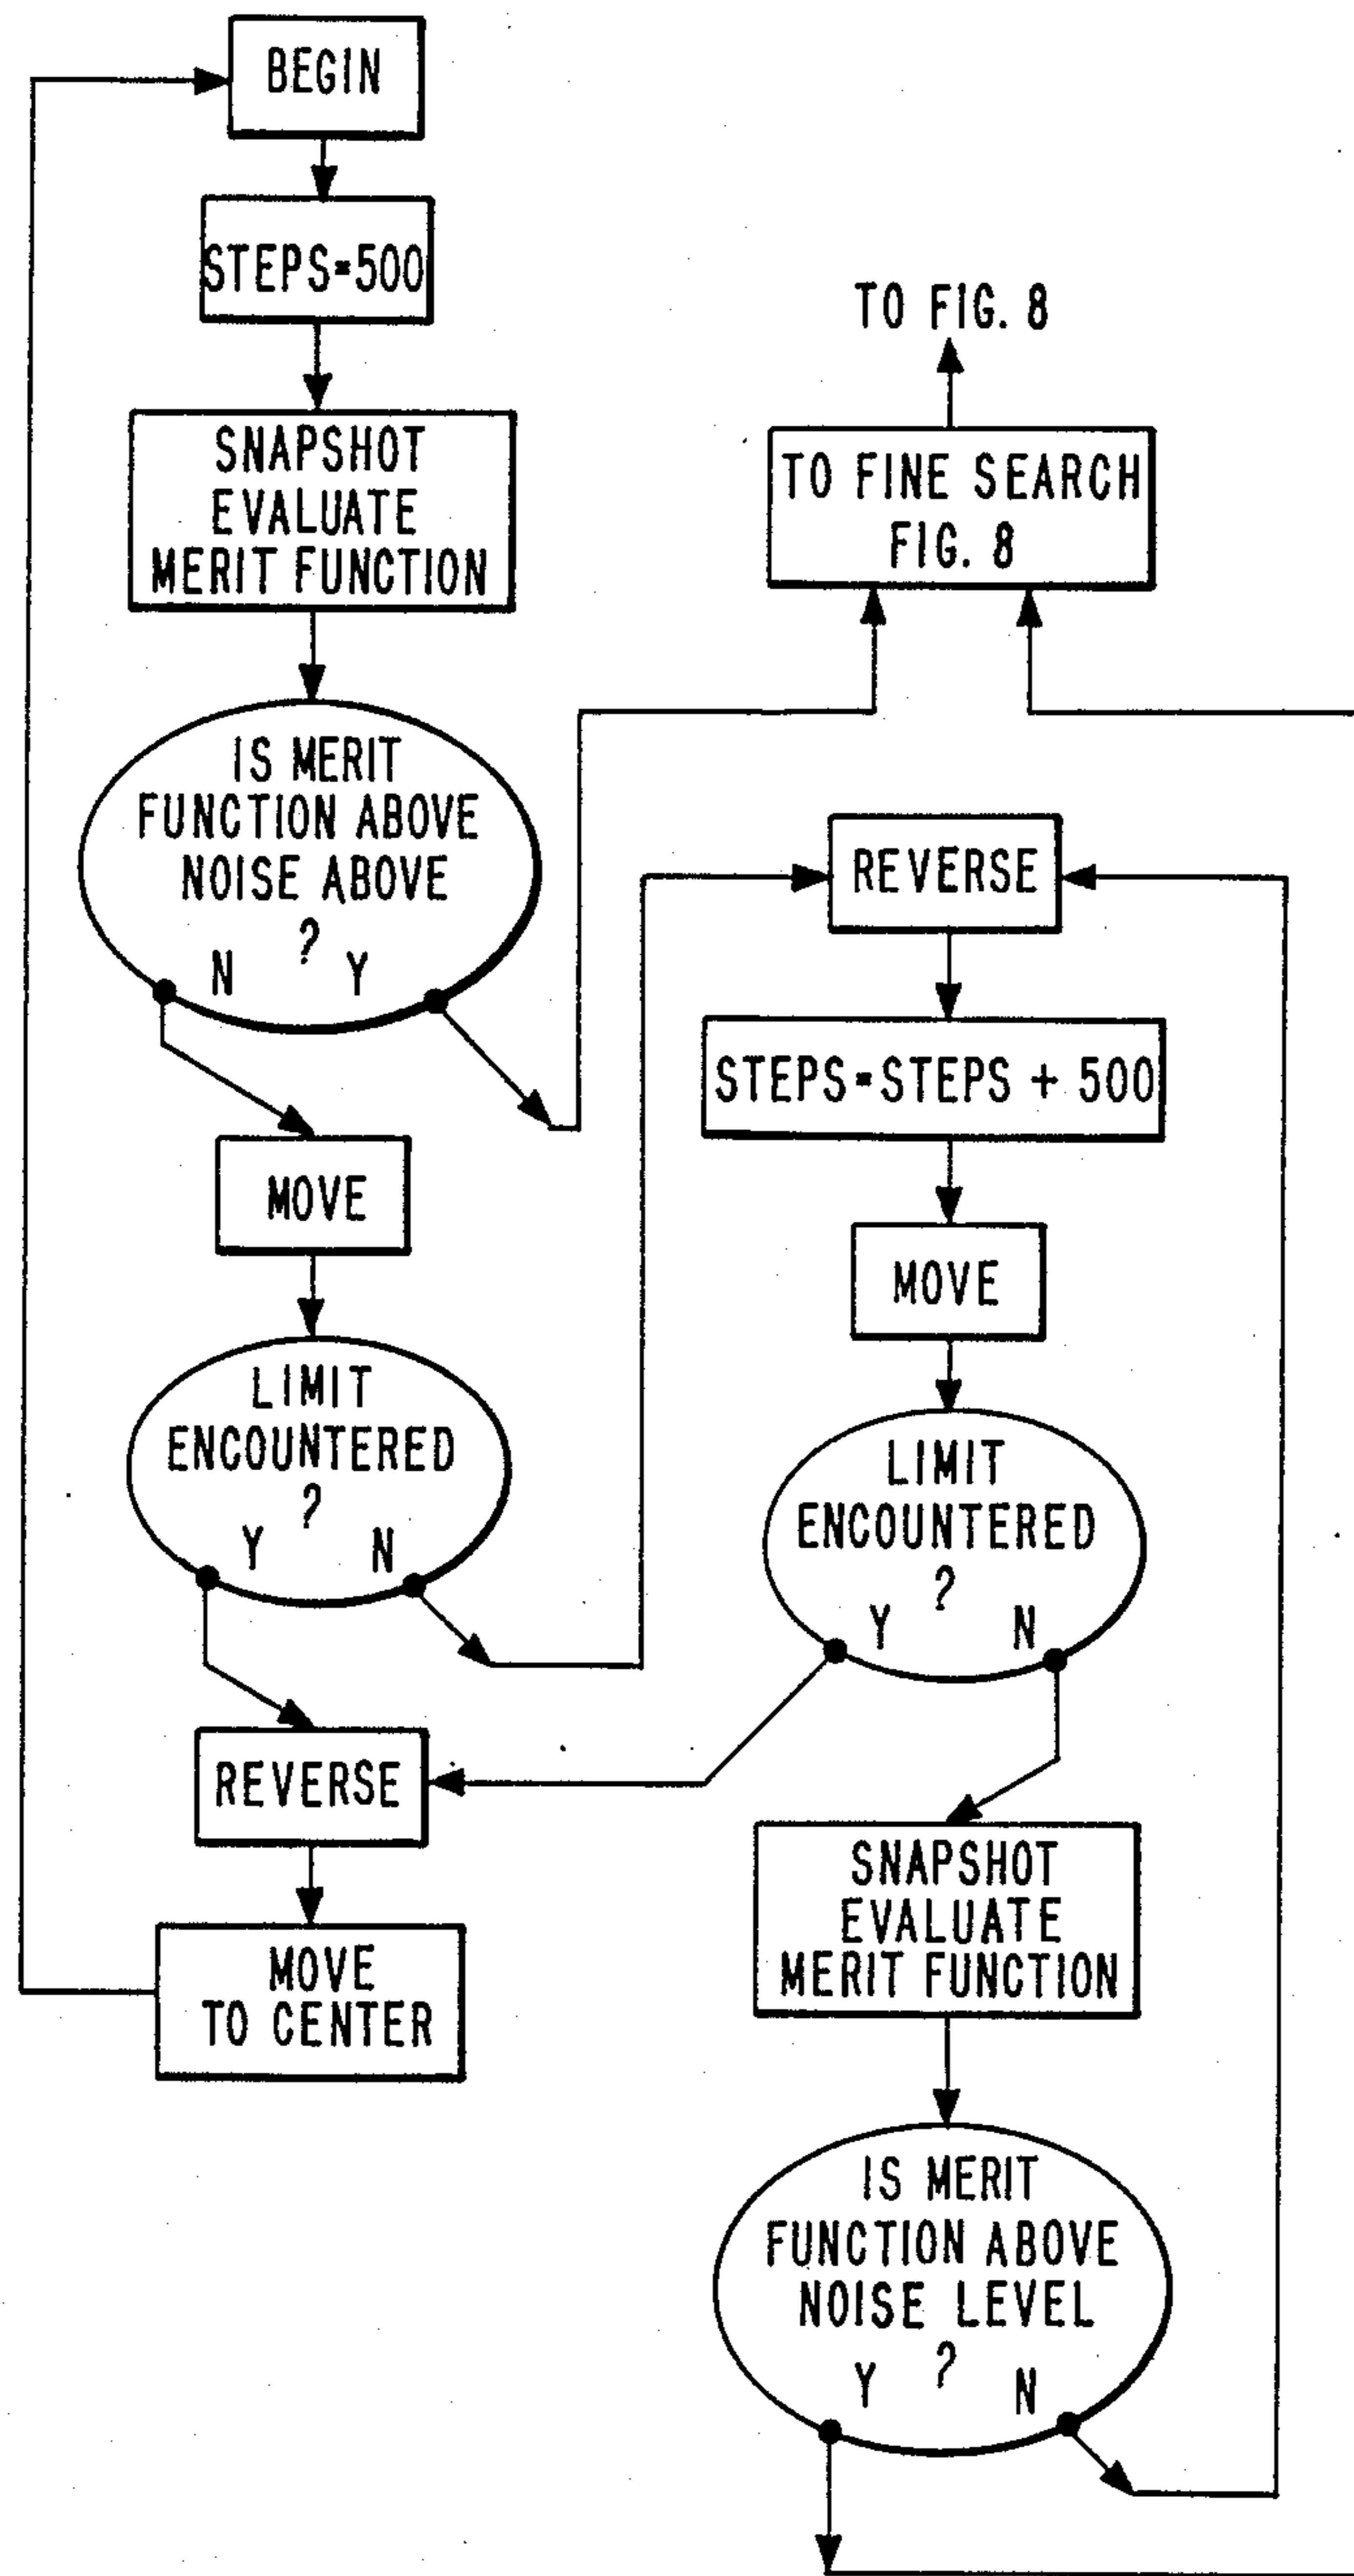 BEGIN
STEPS=500
SNAPSHOT
EVALUATE
MERIT FUNCTION
IS MERIT
FUNCTION ABOVE
NOISE ABOVE
?
N Y
MOVE
LIMIT
ENCOUNTERED
?
Y N
REVERSE
MOVE
TO CENTER
TO FIG. 8
TO FINE SEARCH
FIG. 8
REVERSE
STEPS=STEPS + 500
MOVE
LIMIT
ENCOUNTERED
?
Y N
SNAPSHOT
EVALUATE
MERIT FUNCTION
IS MERIT
FUNCTION ABOVE
NOISE LEVEL
?
Y N